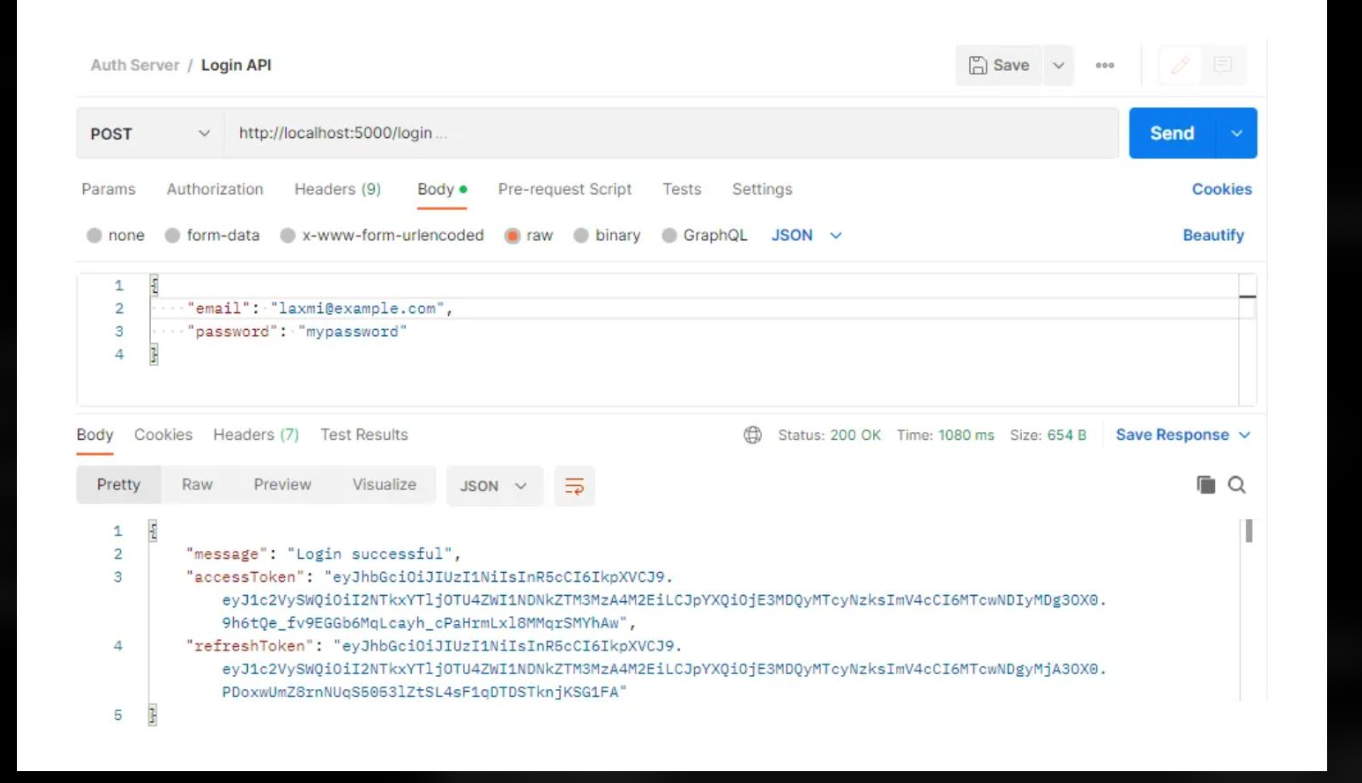 Auth Server / Login API
Save
POST
http://localhost:5000/login ...
Send
Params Authorization Headers (9) Body Pre-request Script Tests Settings Cookies
none form-data x-www-form-urlencoded raw binary GraphQL JSON Beautify
1 {
2 "email": "laxmi@example.com",
3 "password": "mypassword"
4 }
Body Cookies Headers (7) Test Results Status: 200 OK Time: 1080 ms Size: 654 B Save Response
Pretty Raw Preview Visualize JSON
1 {
2 "message": "Login successful",
3 "accessToken": "eyJhbGciOiJIUzI1NiIsInR5cCI6IkpXVCJ9.
eyJ1c2VySWQiOiI2NTkxYTljOTU4ZWI1NDNkZTM3MzA4M2EiLCJpYXQiOjE3MDQyMTcyNzksImV4cCI6MTcwNDIyMDg3OX0.
9h6tQe_fv9EGGb6MqLcayh_cPaHrmLxl8MMqrSMYhAw",
4 "refreshToken": "eyJhbGciOiJIUzI1NiIsInR5cCI6IkpXVCJ9.
eyJ1c2VySWQiOiI2NTkxYTljOTU4ZWI1NDNkZTM3MzA4M2EiLCJpYXQiOjE3MDQyMTcyNzksImV4cCI6MTcwNDgyMjA3OX0.
PDoxwUmZ8rnNUqS5053lZtSL4sF1qDTDSTknjKSG1FA"
5 }